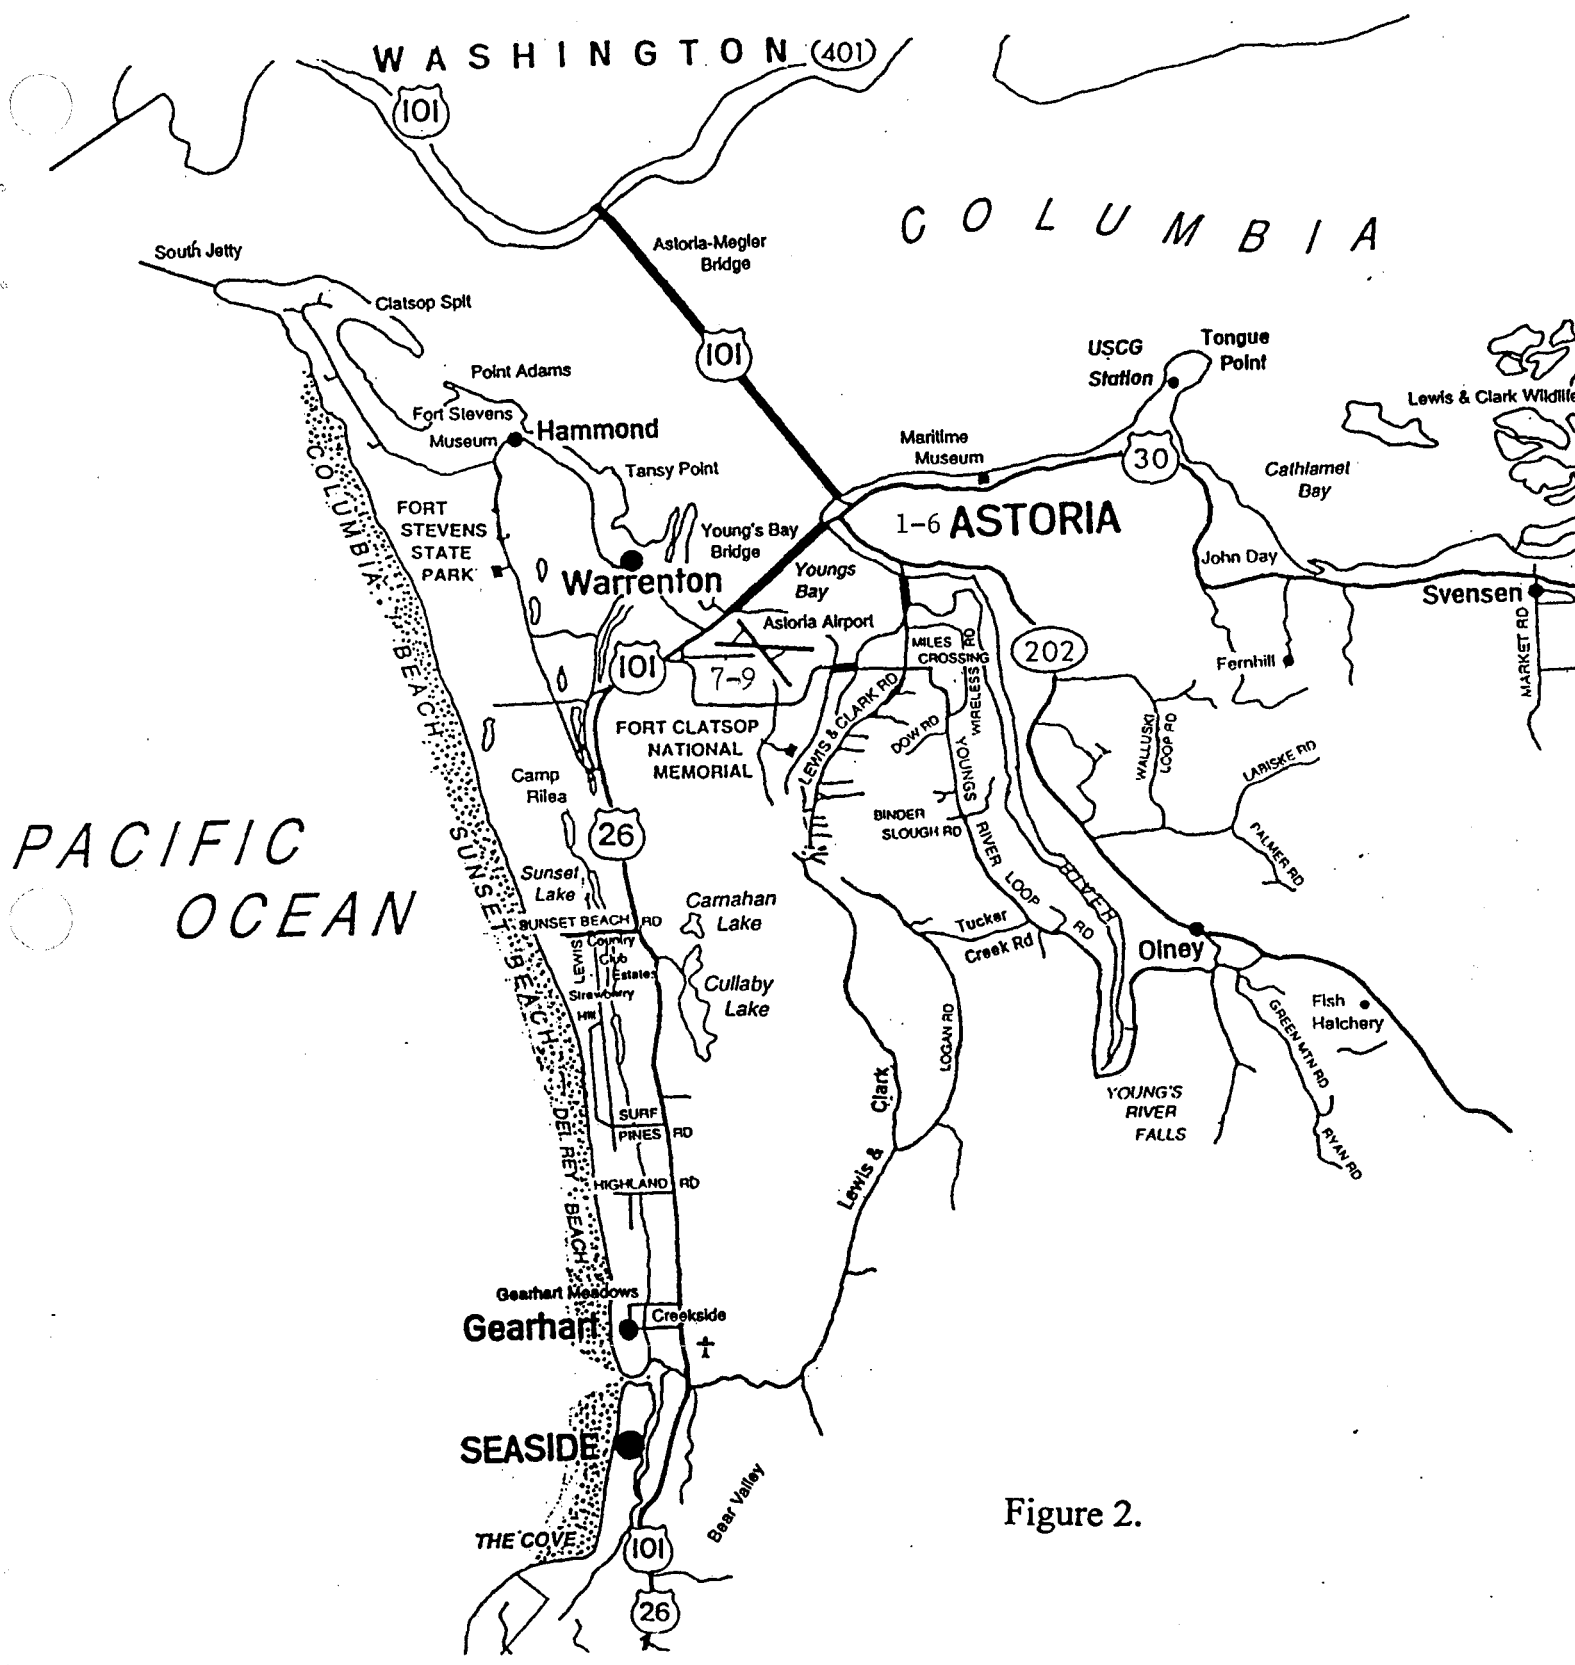 WASHINGTON
401
101
COLUMBIA
South Jetty
Astoria-Megler
Bridge
Clatsop Spit
101
USCG
Station
Tongue
Point
Point Adams
Lewis & Clark Wildlife
Fort Stevens
Museum
Hammond
Maritime
Museum
30
Cathlamet
Bay
Tansy Point
COLUMBIA BEACH
FORT
STEVENS
STATE
PARK
Young's Bay
Bridge
1-6 ASTORIA
John Day
Youngs
Bay
Warrenton
Svensen
MARKET RD
Astoria Airport
MILES
CROSSING
WIRELESS RD
202
Fernhill
101
7-9
LEWIS & CLARK RD
DOW RD
FORT CLATSOP
NATIONAL
MEMORIAL
WALLUSKI
LOOP RD
LABISKE RD
Camp
Rilea
YOUNGS
RIVER
LOOP
RD
BINDER
SLOUGH RD
26
PALMER RD
RIVER
PACIFIC
OCEAN
SUNSET BEACH
Sunset
Lake
Carnahan
Lake
SUNSET BEACH RD
LEWIS
Country
Club
Estates
Strawberry
Hill
Tucker
Creek Rd
Olney
Cullaby
Lake
Fish
Hatchery
GREEN MTN RD
LOGAN RD
Lewis & Clark
YOUNG'S
RIVER
FALLS
RYAN RD
SURF
PINES RD
DEL REY BEACH
HIGHLAND RD
Gearhart Meadows
Gearhart
Creekside
SEASIDE
Bear Valley
THE COVE
101
26
Figure 2.